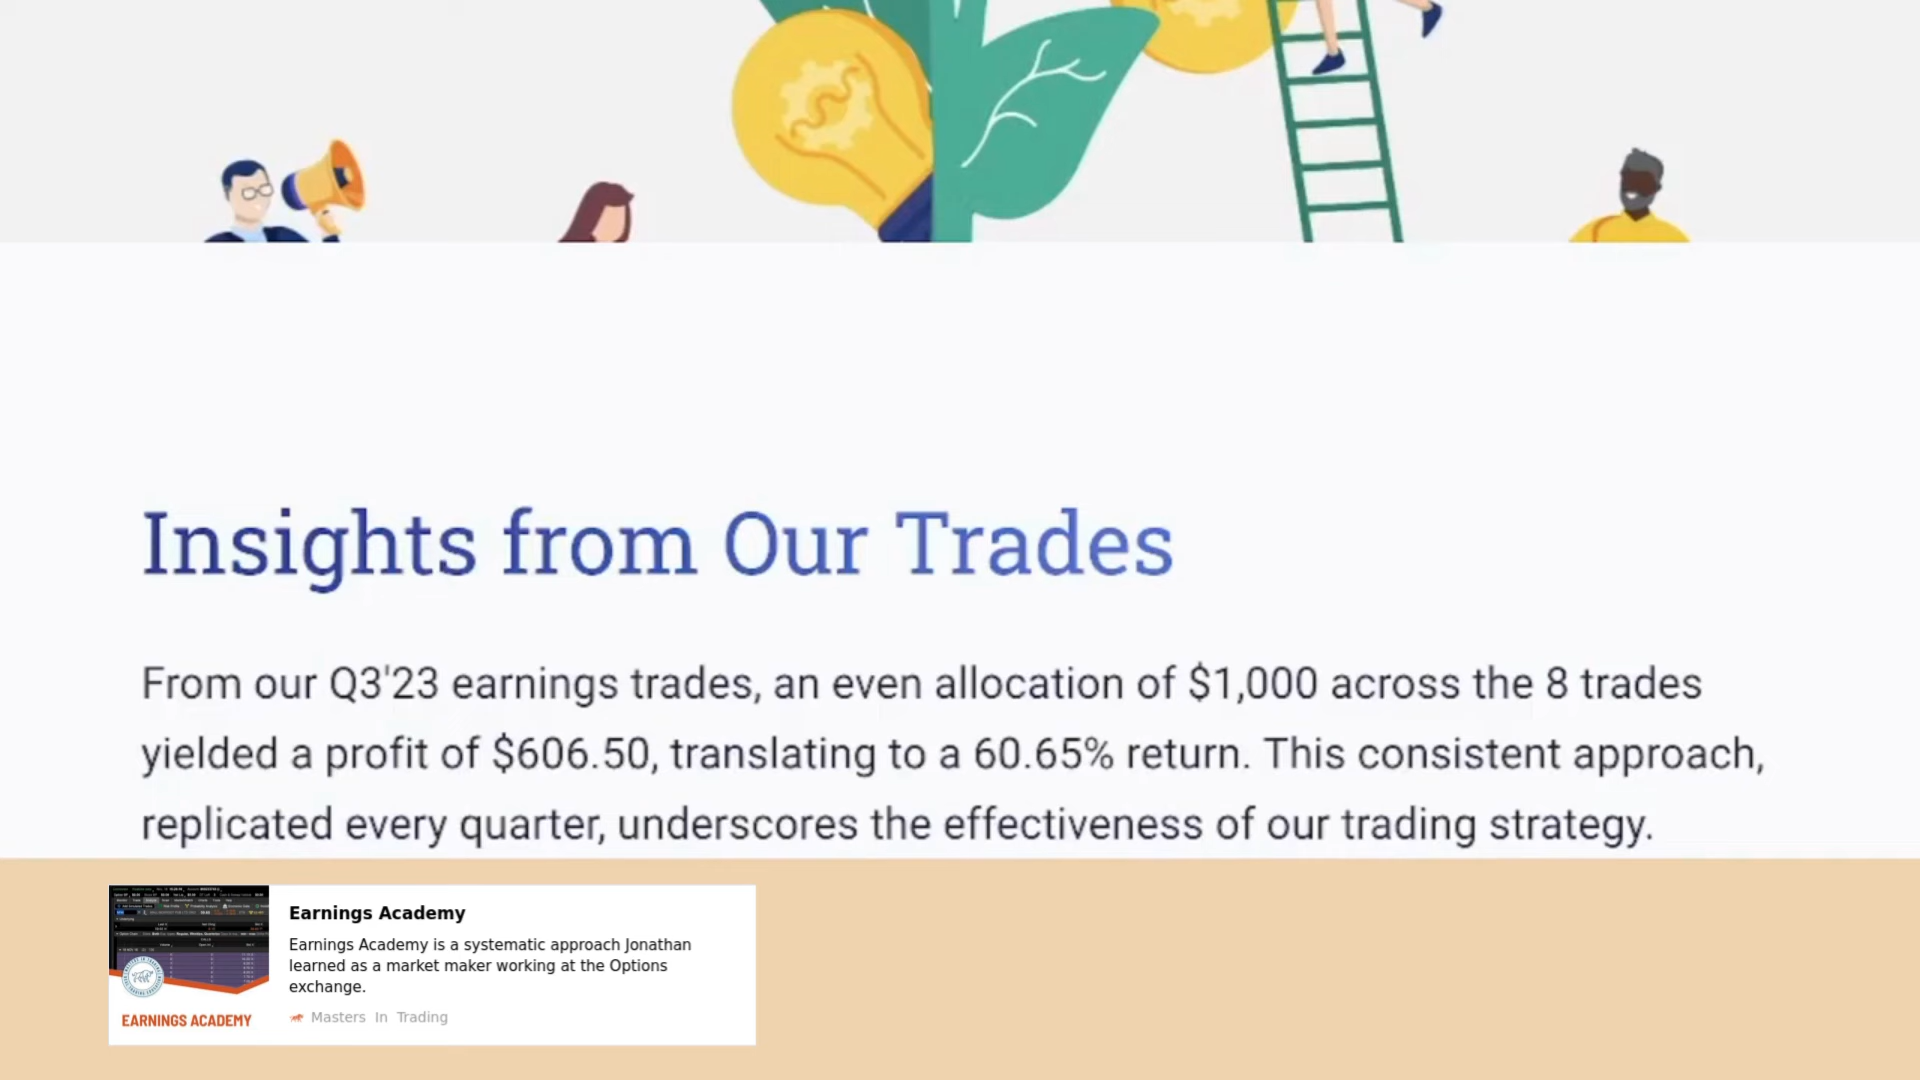 Insights from Our Trades
From our Q3'23 earnings trades, an even allocation of $1,000 across the 8 trades
yielded a profit of $606.50, translating to a 60.65% return. This consistent approach,
replicated every quarter, underscores the effectiveness of our trading strategy.
EARNINGS ACADEMY
Earnings Academy
Earnings Academy is a systematic approach Jonathan
learned as a market maker working at the Options
exchange.
Masters In Trading